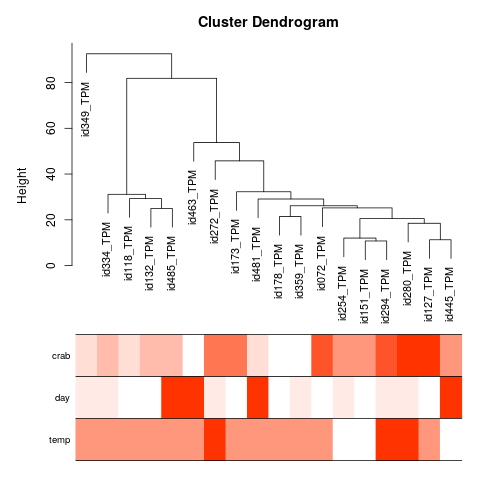 Cluster Dendrogram
Height
80
60
40
20
0
id349_TPM
id334_TPM
id118_TPM
id132_TPM
id485_TPM
id463_TPM
id272_TPM
id173_TPM
id481_TPM
id178_TPM
id359_TPM
id072_TPM
id254_TPM
id151_TPM
id294_TPM
id280_TPM
id127_TPM
id445_TPM
crab
day
temp